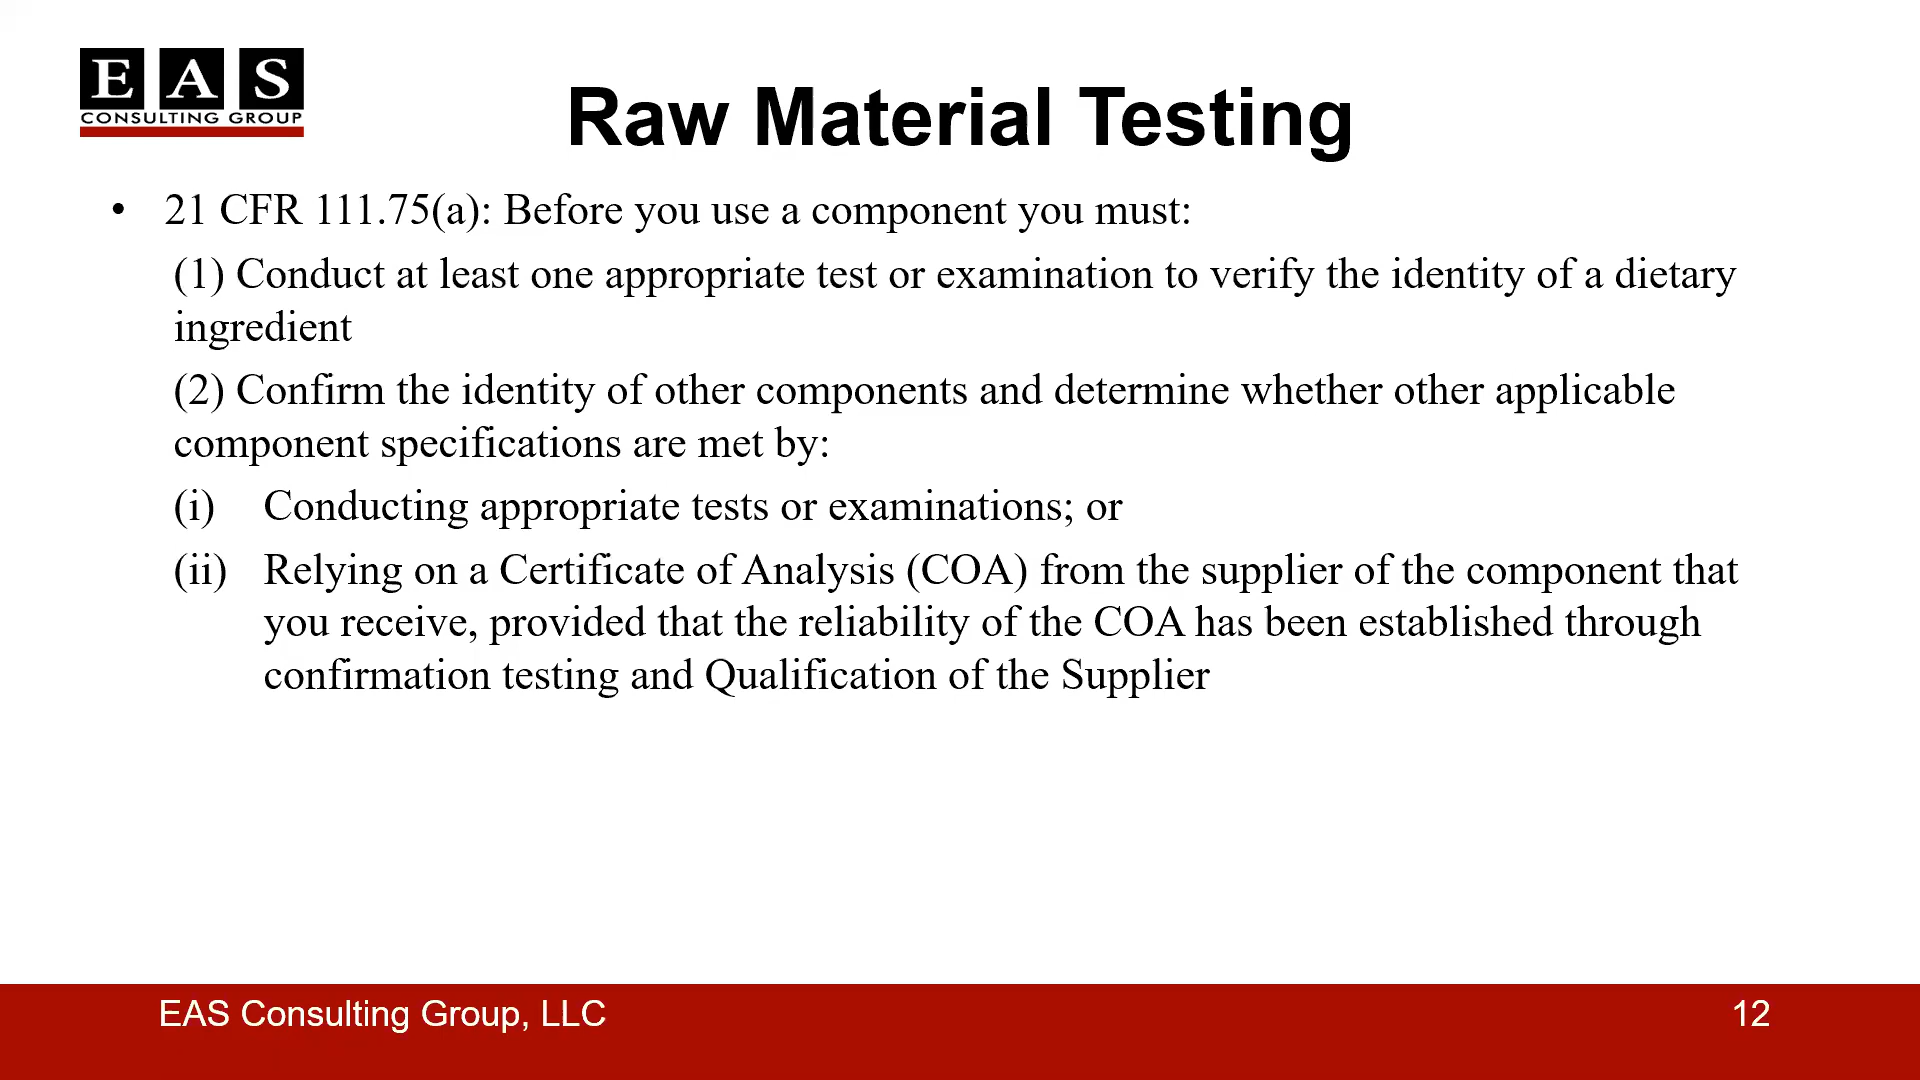 EAS
CONSULTING GROUP
Raw Material Testing
• 21 CFR 111.75(a): Before you use a component you must:
(1) Conduct at least one appropriate test or examination to verify the identity of a dietary
ingredient
(2) Confirm the identity of other components and determine whether other applicable
component specifications are met by:
(i) Conducting appropriate tests or examinations; or
(ii) Relying on a Certificate of Analysis (COA) from the supplier of the component that
you receive, provided that the reliability of the COA has been established through
confirmation testing and Qualification of the Supplier
EAS Consulting Group, LLC
12